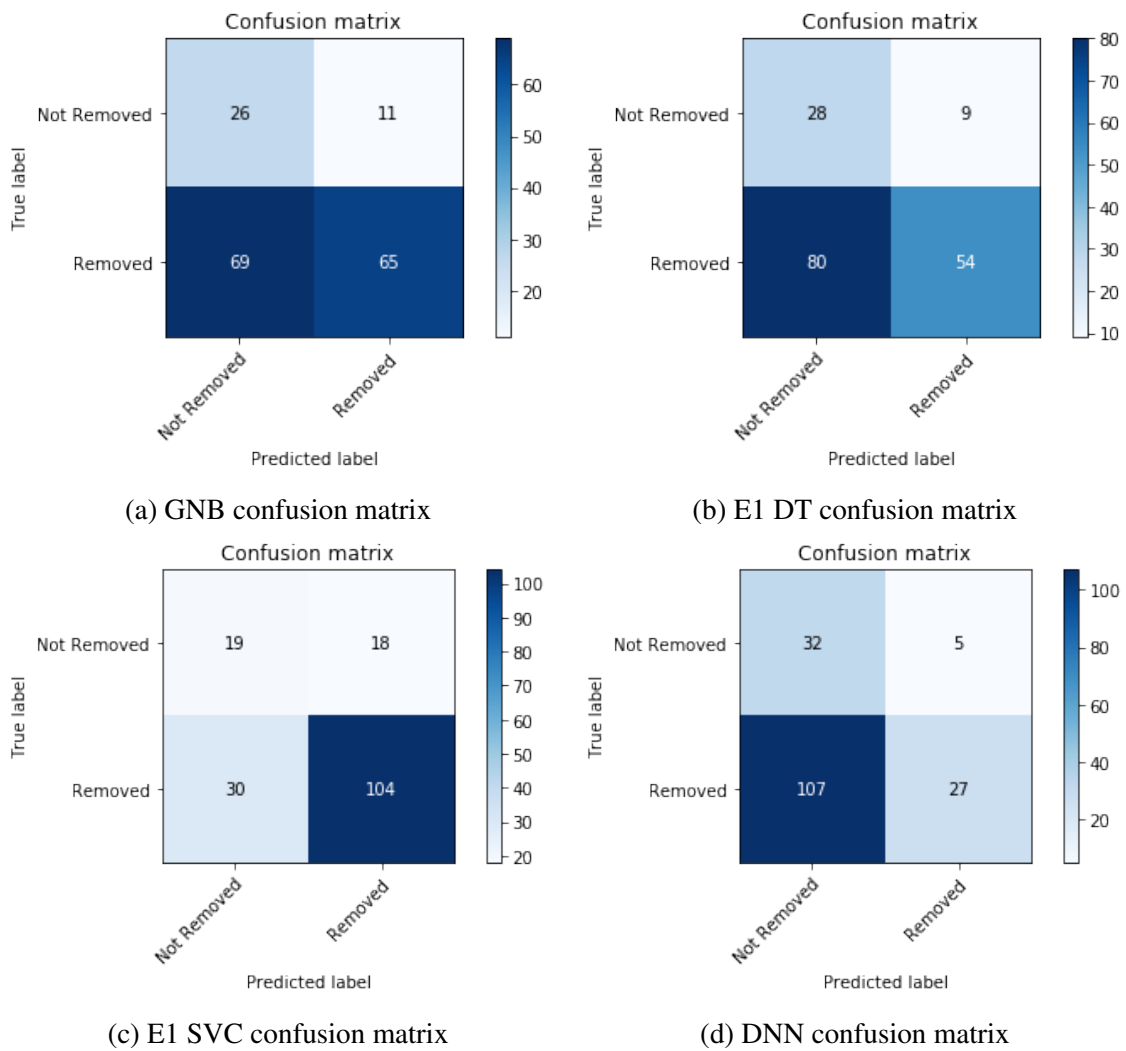 Confusion matrix
60
50
40
30
20
Not Removed
Removed
True label
26
11
69
65
Not Removed
Removed
Predicted label
(a) GNB confusion matrix
Confusion matrix
80
70
60
50
40
30
20
10
Not Removed
Removed
True label
28
9
80
54
Not Removed
Removed
Predicted label
(b) E1 DT confusion matrix
Confusion matrix
100
90
80
70
60
50
40
30
20
Not Removed
Removed
True label
19
18
30
104
Not Removed
Removed
Predicted label
(c) E1 SVC confusion matrix
Confusion matrix
100
80
60
40
20
Not Removed
Removed
True label
32
5
107
27
Not Removed
Removed
Predicted label
(d) DNN confusion matrix